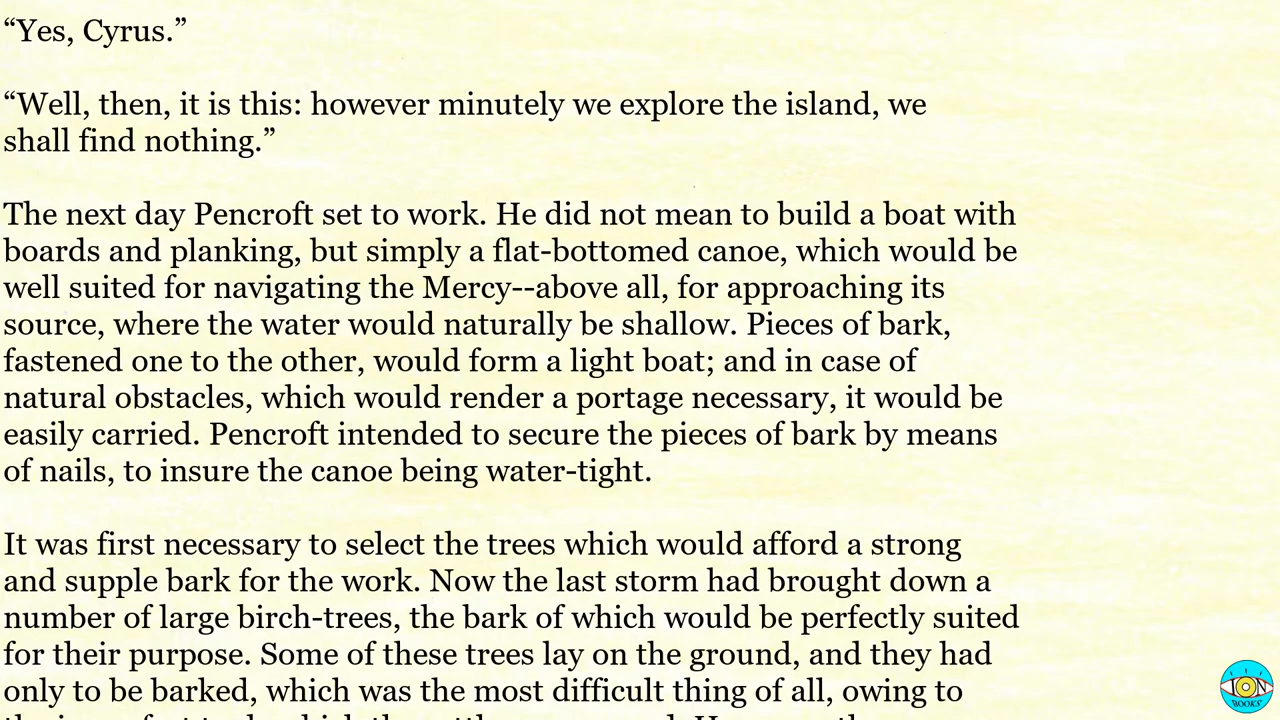 “Yes, Cyrus.”
“Well, then, it is this: however minutely we explore the island, we
shall find nothing.”
The next day Pencroft set to work. He did not mean to build a boat with
boards and planking, but simply a flat-bottomed canoe, which would be
well suited for navigating the Mercy--above all, for approaching its
source, where the water would naturally be shallow. Pieces of bark,
fastened one to the other, would form a light boat; and in case of
natural obstacles, which would render a portage necessary, it would be
easily carried. Pencroft intended to secure the pieces of bark by means
of nails, to insure the canoe being water-tight.
It was first necessary to select the trees which would afford a strong
and supple bark for the work. Now the last storm had brought down a
number of large birch-trees, the bark of which would be perfectly suited
for their purpose. Some of these trees lay on the ground, and they had
only to be barked, which was the most difficult thing of all, owing to
ION
BOOKS